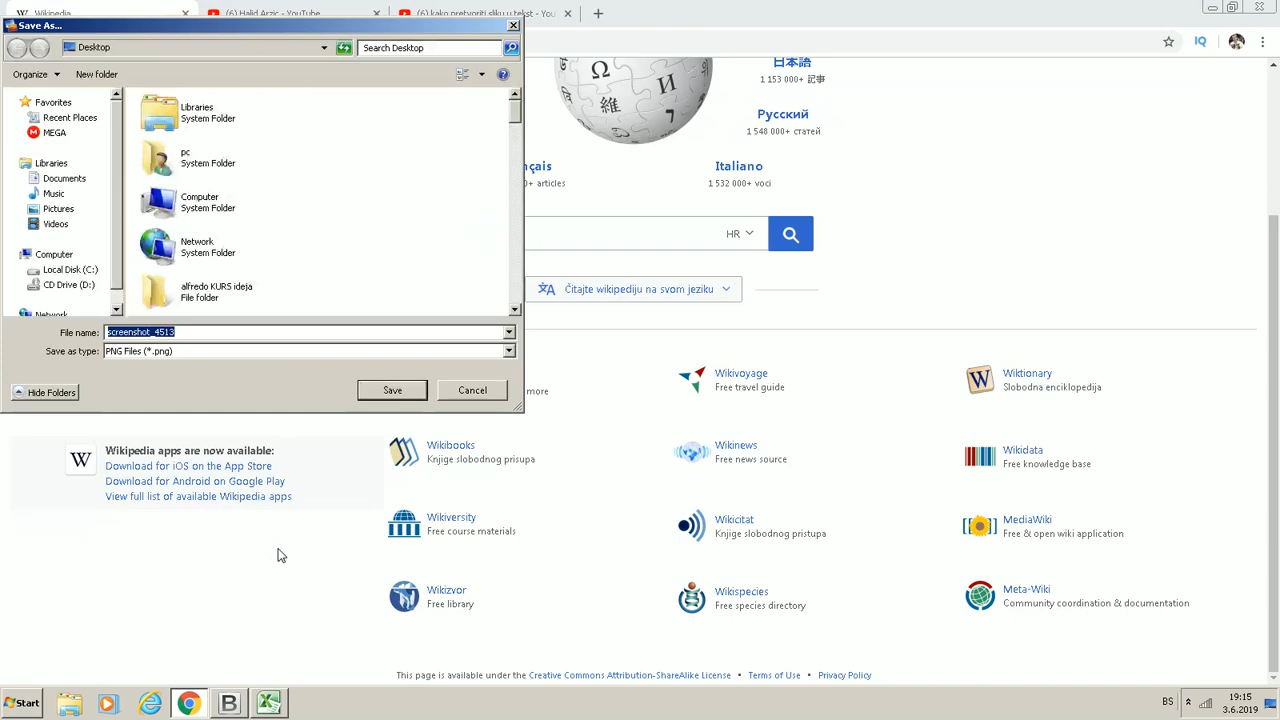 Wikipedia
(6) Halid Arzic - YouTube
(6) kako pretvoriti sliku u tekst - You
Save As...
Desktop
Search Desktop
Organize
New folder
Favorites
Recent Places
MEGA
Libraries
Documents
Music
Pictures
Videos
Computer
Local Disk (C:)
CD Drive (D:)
Network
Libraries
System Folder
pc
System Folder
Computer
System Folder
Network
System Folder
alfredo KURS ideja
File folder
File name:
screenshot_4513
Save as type:
PNG Files (*.png)
Hide Folders
Save
Cancel
IQ
日本語
1 153 000+ 記事
Русский
1 548 000+ статей
nçais
0+ articles
Italiano
1 532 000+ voci
HR
Čitajte wikipediju na svom jeziku
more
Wikivoyage
Free travel guide
Wiktionary
Slobodna enciklopedija
Wikipedia apps are now available:
Download for iOS on the App Store
Download for Android on Google Play
View full list of available Wikipedia apps
Wikibooks
Knjige slobodnog prisupa
Wikinews
Free news source
Wikidata
Free knowledge base
Wikiversity
Free course materials
Wikicitat
Knjige slobodnog pristupa
MediaWiki
Free & open wiki application
Wikizvor
Free library
Wikispecies
Free species directory
Meta-Wiki
Community coordination & documentation
This page is available under the Creative Commons Attribution-ShareAlike License
Terms of Use
Privacy Policy
Start
BS
19:15
3.6.2019